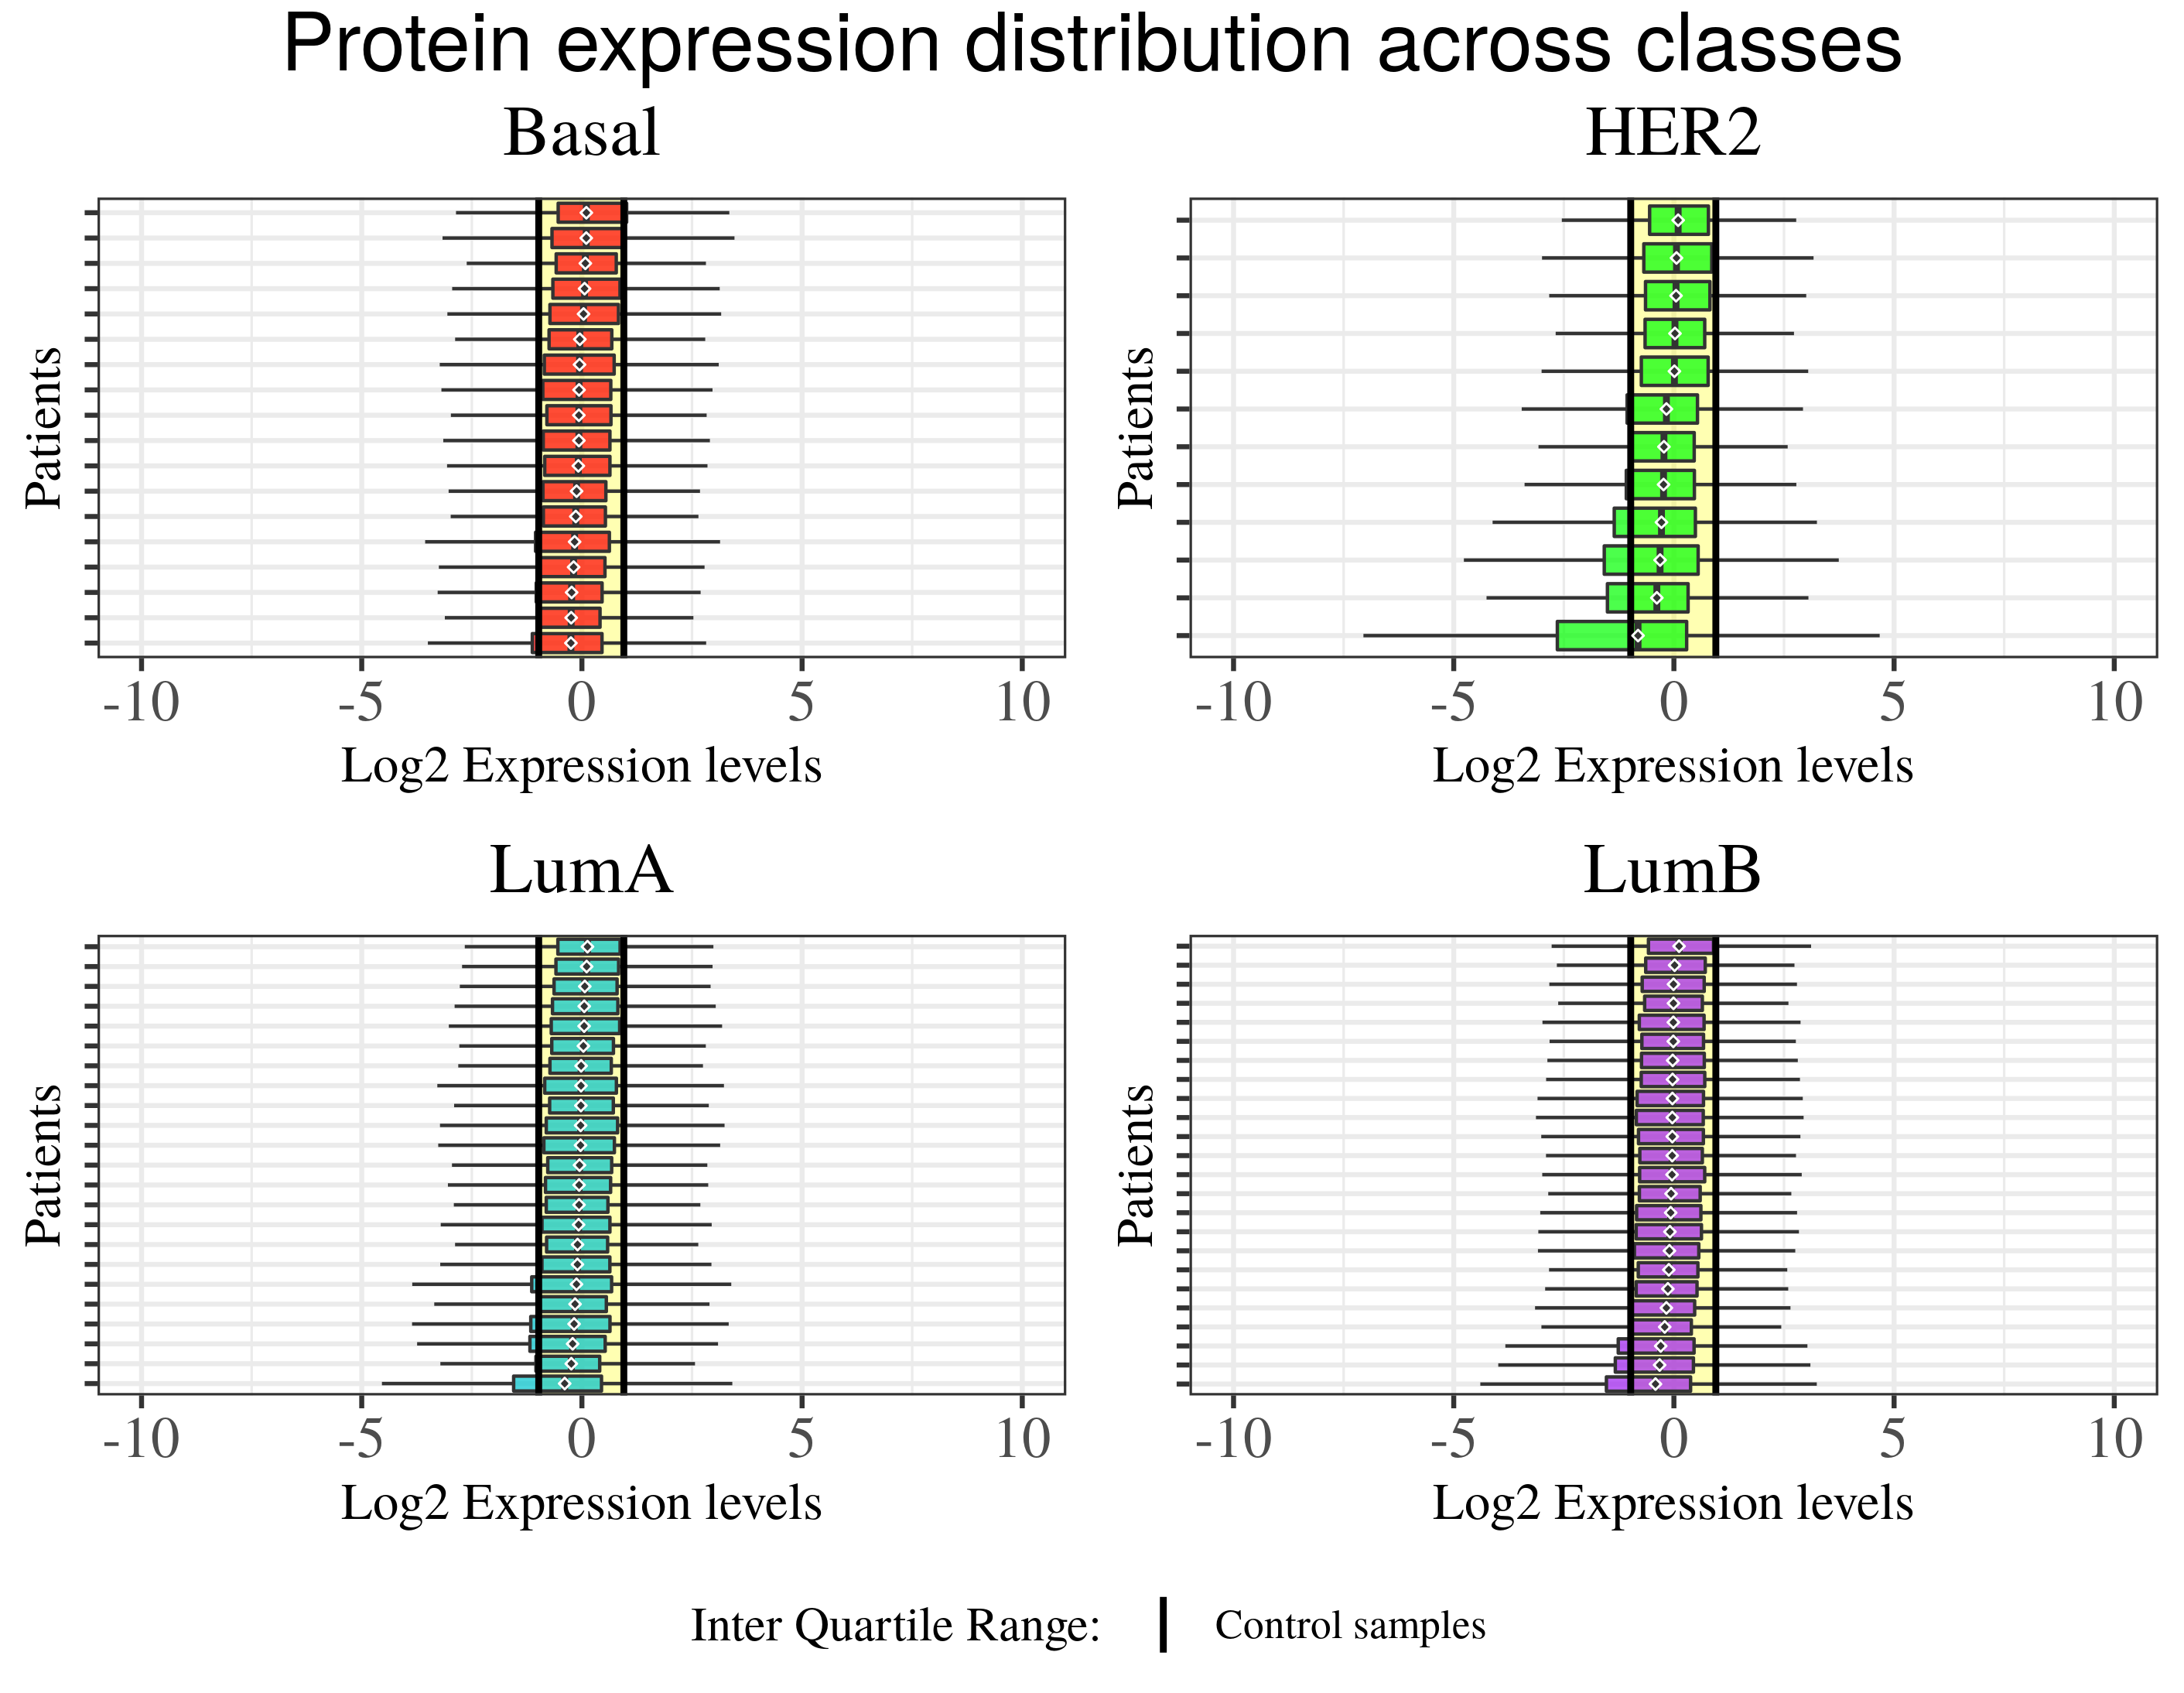 Protein expression distribution across classes
Basal
HER2
Patients
Patients
-10 -5 0 5 10
-10 -5 0 5 10
Log2 Expression levels
Log2 Expression levels
LumA
LumB
Patients
Patients
-10 -5 0 5 10
-10 -5 0 5 10
Log2 Expression levels
Log2 Expression levels
Inter Quartile Range: Control samples